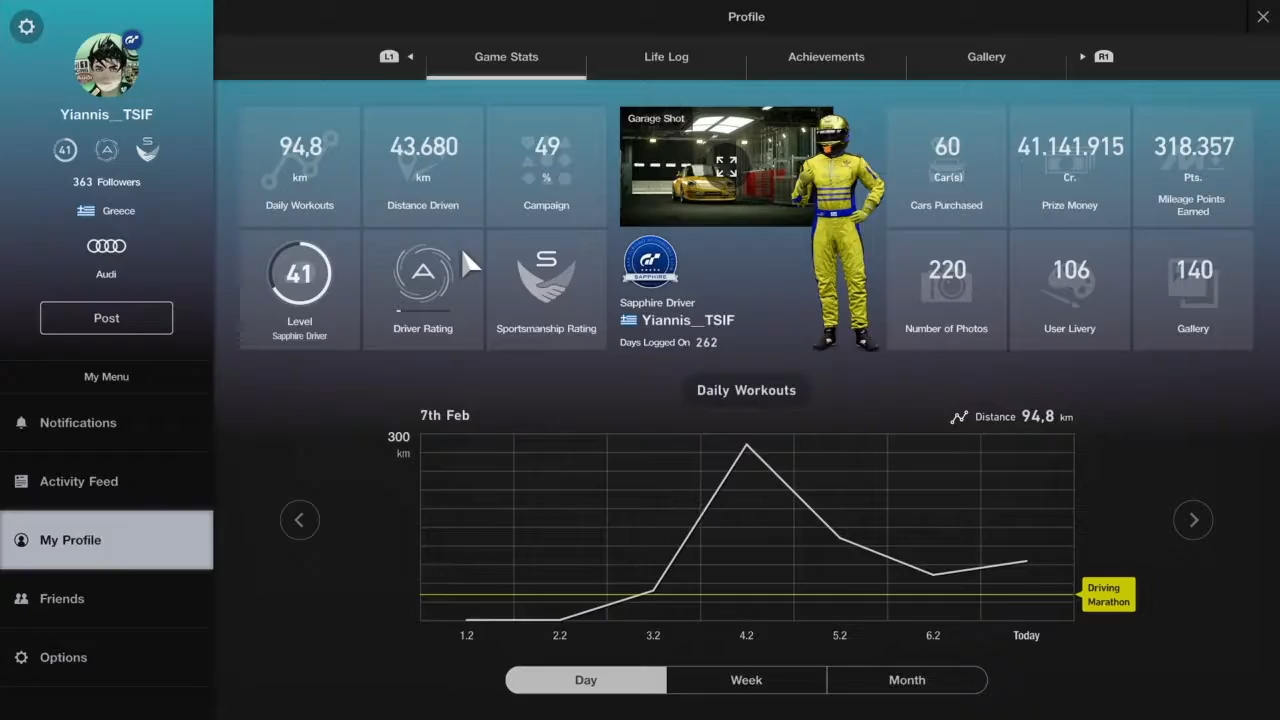 Profile
L1
Game Stats
Life Log
Achievements
Gallery
R1
Yiannis__TSIF
41
A
S
363 Followers
Greece
Audi
Post
My Menu
Notifications
Activity Feed
My Profile
Friends
Options
94,8
km
Daily Workouts
43.680
km
Distance Driven
49
%
Campaign
41
Level
Sapphire Driver
A
Driver Rating
S
Sportsmanship Rating
Garage Shot
SAPPHIRE
Sapphire Driver
Yiannis__TSIF
Days Logged On 262
60
Car(s)
Cars Purchased
41.141.915
Cr.
Prize Money
318.357
Pts.
Mileage Points
Earned
220
Number of Photos
106
User Livery
140
Gallery
Daily Workouts
7th Feb
Distance 94,8 km
300
km
Driving
Marathon
1.2
2.2
3.2
4.2
5.2
6.2
Today
Day
Week
Month